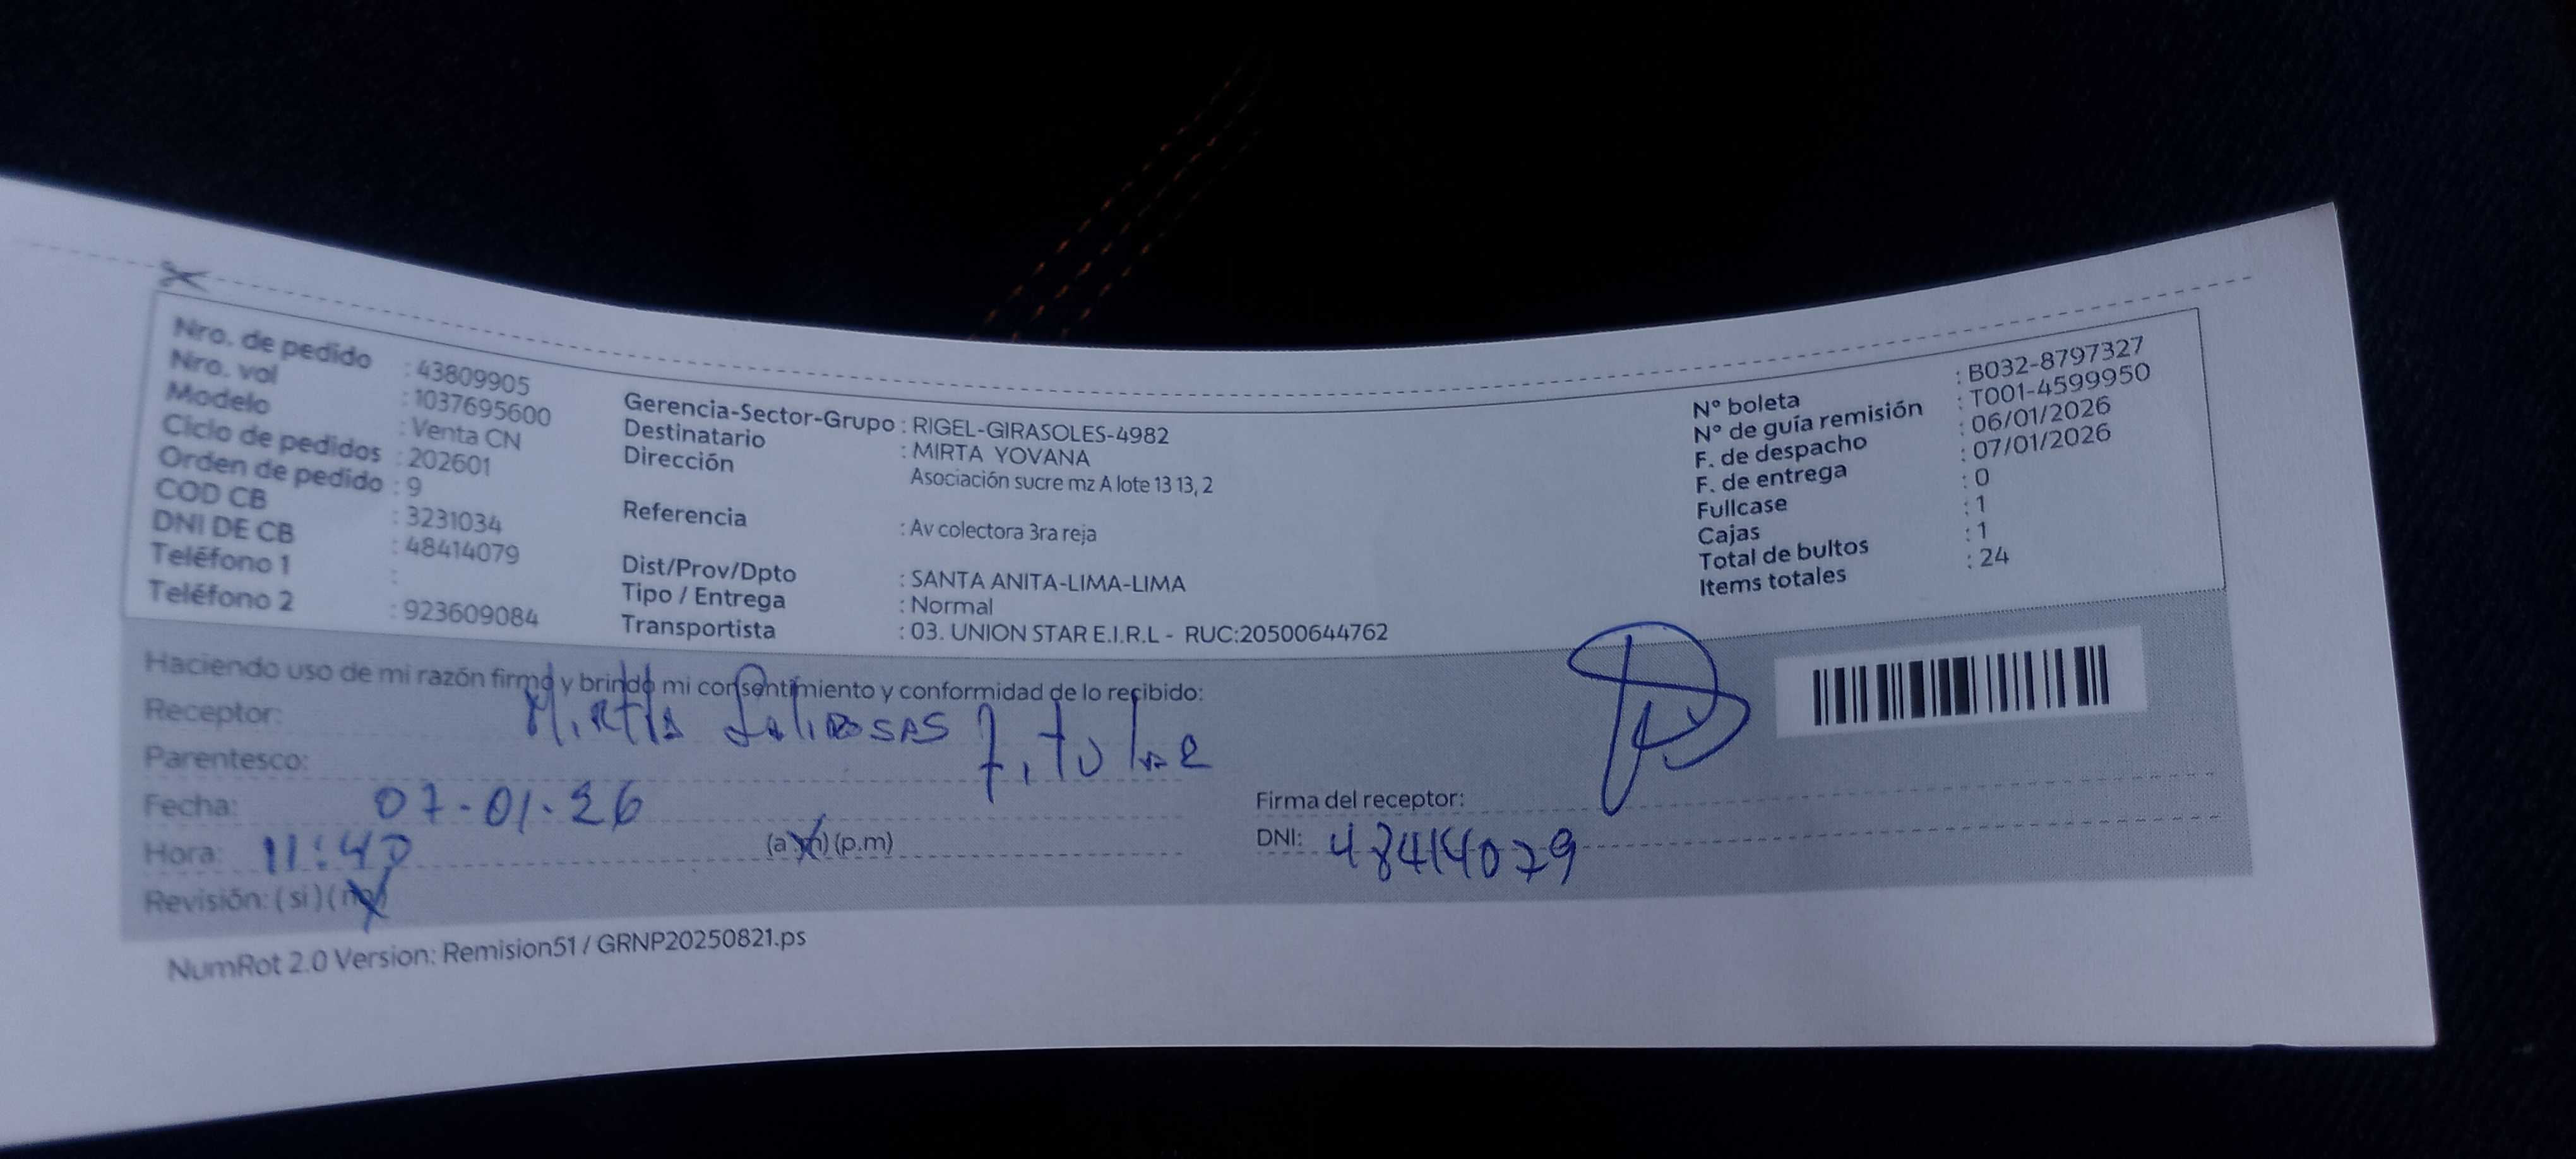 Nro. de pedido : 43809905
Nro. vol : 1037695600
Modelo : Venta CN
Ciclo de pedidos : 202601
Orden de pedido : 9
COD CB : 3231034
DNI DE CB : 48414079
Teléfono 1 :
Teléfono 2 : 923609084
Gerencia-Sector-Grupo : RIGEL-GIRASOLES-4982
Destinatario : MIRTA YOVANA
Dirección
Asociación sucre mz A lote 13 13, 2
Referencia : Av colectora 3ra reja
Dist/Prov/Dpto : SANTA ANITA-LIMA-LIMA
Tipo / Entrega : Normal
Transportista : 03. UNION STAR E.I.R.L - RUC:20500644762
N° boleta : B032-8797327
N° de guía remisión : T001-4599950
F. de despacho : 06/01/2026
F. de entrega : 07/01/2026
Fullcase : 0
Cajas : 1
Total de bultos : 1
Items totales : 24
Haciendo uso de mi razón firmo y brindo mi consentimiento y conformidad de lo recibido:
Receptor: Mirta
Parentesco:
Fecha: 07-01-26
Hora: 11:40 (a.m) (p.m)
Revisión: (si) (no)
Firma del receptor:
DNI: 48414079
NumRot 2.0 Version: Remision51 / GRNP20250821.ps